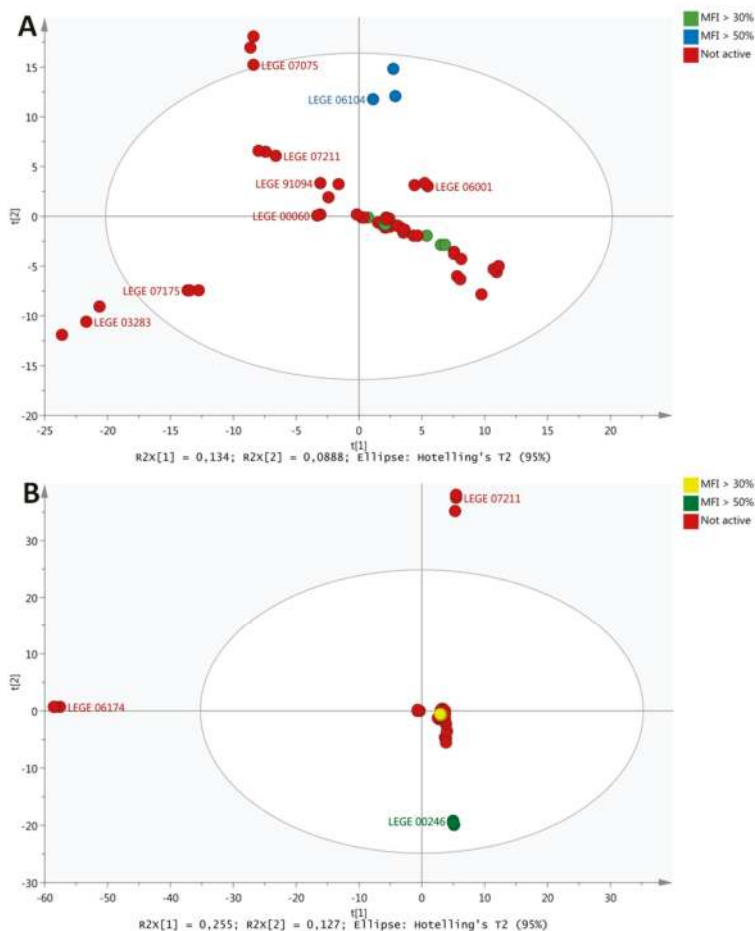 A
MFI > 30%
MFI > 50%
Not active
t[2]
15
10
5
0
-5
-10
-15
-20
LEGE 07075
LEGE 06104
LEGE 07211
LEGE 91094
LEGE 06001
LEGE 00060
LEGE 07175
LEGE 03283
-25 -20 -15 -10 -5 0 5 10 15 20
t[1]
R2X[1] = 0,134; R2X[2] = 0,0888; Ellipse: Hotelling's T2 (95%)
B
MFI > 30%
MFI > 50%
Not active
t[2]
30
20
10
0
-10
-20
-30
LEGE 07211
LEGE 06174
LEGE 00246
-60 -50 -40 -30 -20 -10 0 10 20 30
t[1]
R2X[1] = 0,255; R2X[2] = 0,127; Ellipse: Hotelling's T2 (95%)